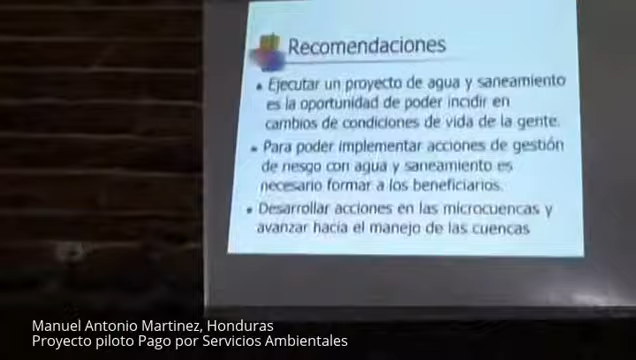 Recomendaciones
Ejecutar un proyecto de agua y saneamiento
es la oportunidad de poder incidir en
cambios de condiciones de vida de la gente.
Para poder implementar acciones de gestión
de riesgo con agua y saneamiento es
necesario formar a los beneficiarios.
Desarrollar acciones en las microcuencas y
avanzar hacia el manejo de las cuencas
Manuel Antonio Martinez, Honduras
Proyecto piloto Pago por Servicios Ambientales